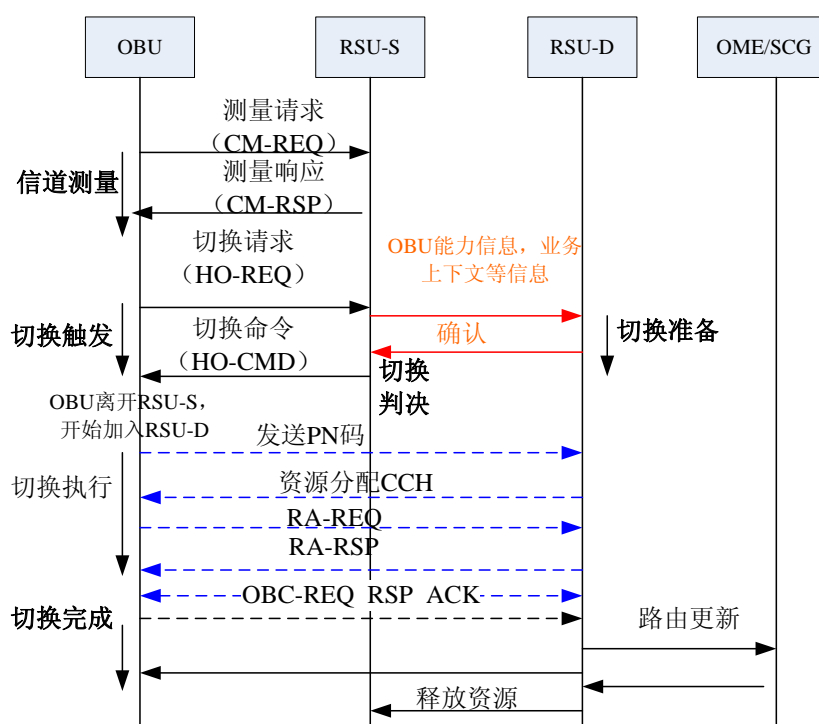 OBU
RSU-S
RSU-D
OME/SCG
测量请求
（CM-REQ）
信道测量
测量响应
（CM-RSP）
切换请求
（HO-REQ）
OBU能力信息，业务
上下文等信息
切换触发
切换命令
（HO-CMD）
确认
切换准备
切换
判决
OBU离开RSU-S，
开始加入RSU-D
发送PN码
切换执行
资源分配CCH
RA-REQ
RA-RSP
OBC-REQ RSP ACK
切换完成
路由更新
释放资源